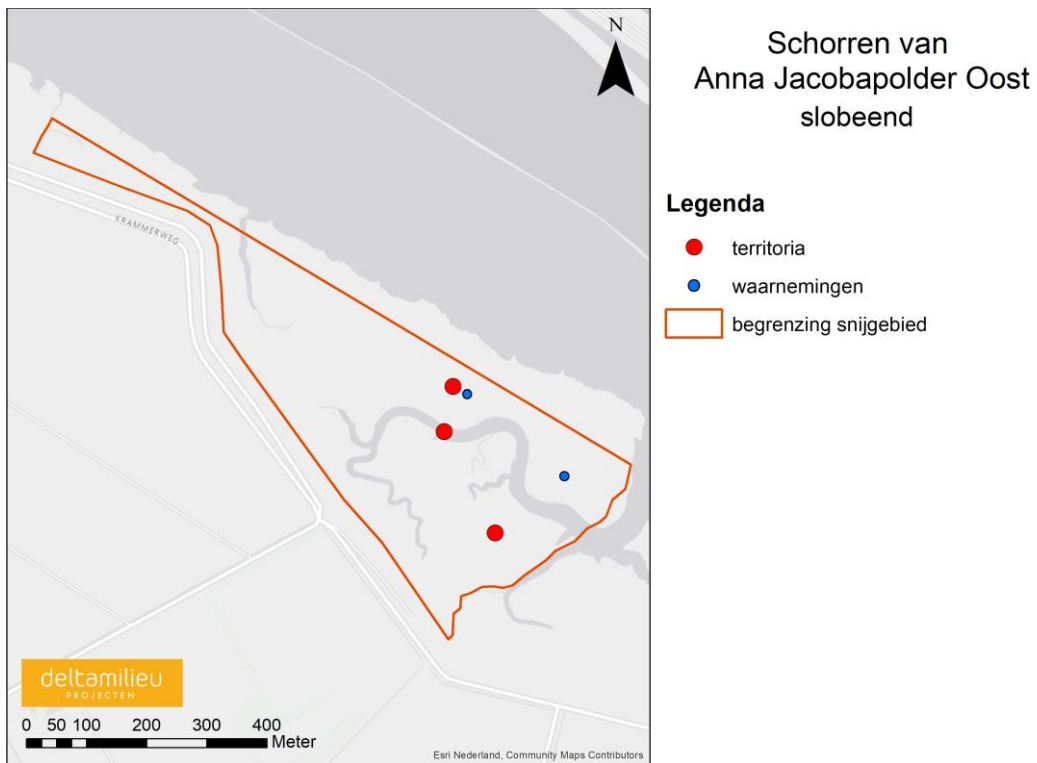 N
Schorren van
Anna Jacobapolder Oost
slobeend
Legenda
territoria
waarnemingen
begrenzing snijgebied
KRAMMERWEG
deltamilieu
PROJECTEN
0 50 100 200 300 400
Meter
Esri Nederland, Community Maps Contributors